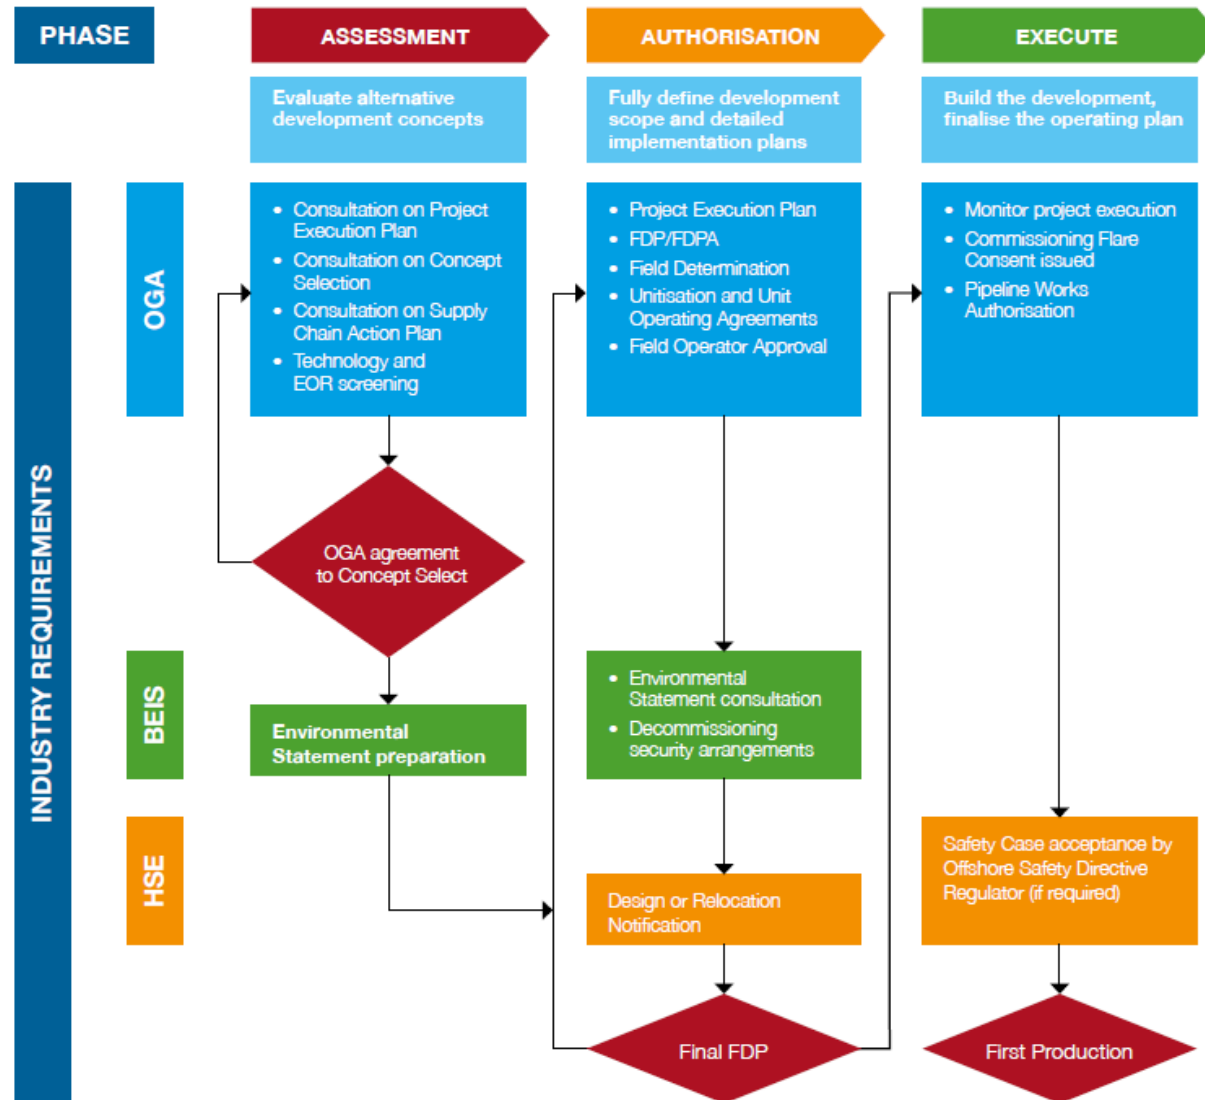 PHASE
ASSESSMENT
AUTHORISATION
EXECUTE
Evaluate alternative
development concepts
Fully define development
scope and detailed
implementation plans
Build the development,
finalise the operating plan
INDUSTRY REQUIREMENTS
OGA
• Consultation on Project
Execution Plan
• Consultation on Concept
Selection
• Consultation on Supply
Chain Action Plan
• Technology and
EOR screening
• Project Execution Plan
• FDP/FDPA
• Field Determination
• Unitisation and Unit
Operating Agreements
• Field Operator Approval
• Monitor project execution
• Commissioning Flare
Consent issued
• Pipeline Works
Authorisation
OGA agreement
to Concept Select
BEIS
Environmental
Statement preparation
• Environmental
Statement consultation
• Decommissioning
security arrangements
HSE
Design or Relocation
Notification
Safety Case acceptance by
Offshore Safety Directive
Regulator (if required)
Final FDP
First Production